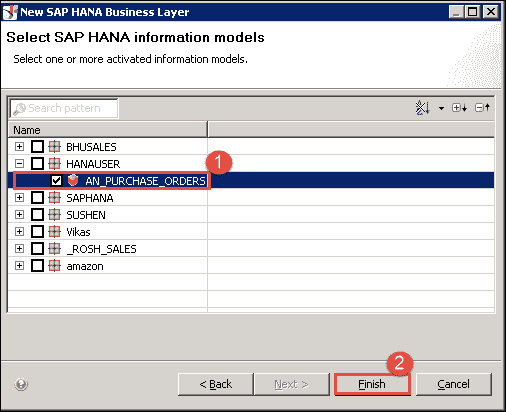 New SAP HANA Business Layer
Select SAP HANA information models
Select one or more activated information models.
Search pattern
Name
BHUSALES
HANAUSER
1
AN_PURCHASE_ORDERS
SAPHANA
SUSHEN
Vikas
_ROSH_SALES
amazon
2
< Back Next > Finish Cancel